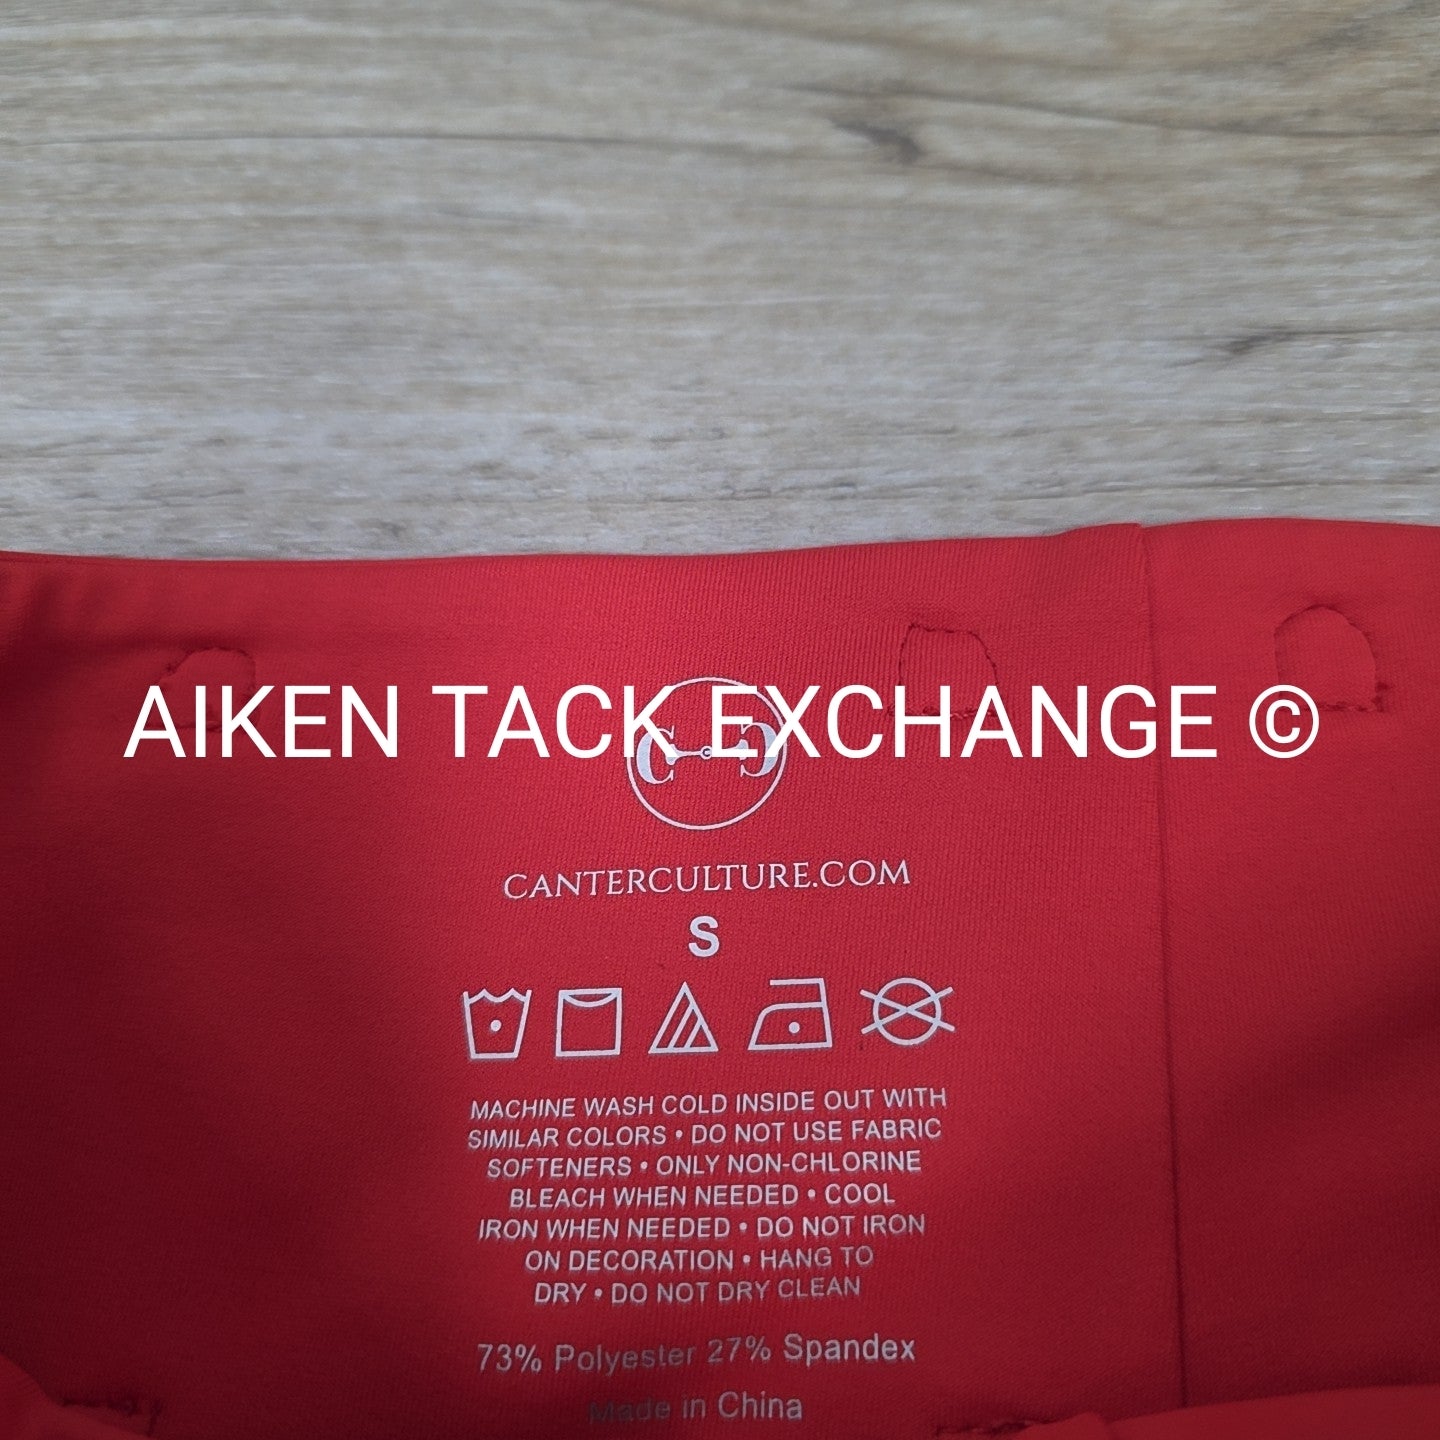 AIKEN TACK EXCHANGE ©
C C
CANTERCULTURE.COM
S
MACHINE WASH COLD INSIDE OUT WITH
SIMILAR COLORS • DO NOT USE FABRIC
SOFTENERS • ONLY NON-CHLORINE
BLEACH WHEN NEEDED • COOL
IRON WHEN NEEDED • DO NOT IRON
ON DECORATION • HANG TO
DRY • DO NOT DRY CLEAN
73% Polyester 27% Spandex
Made in China